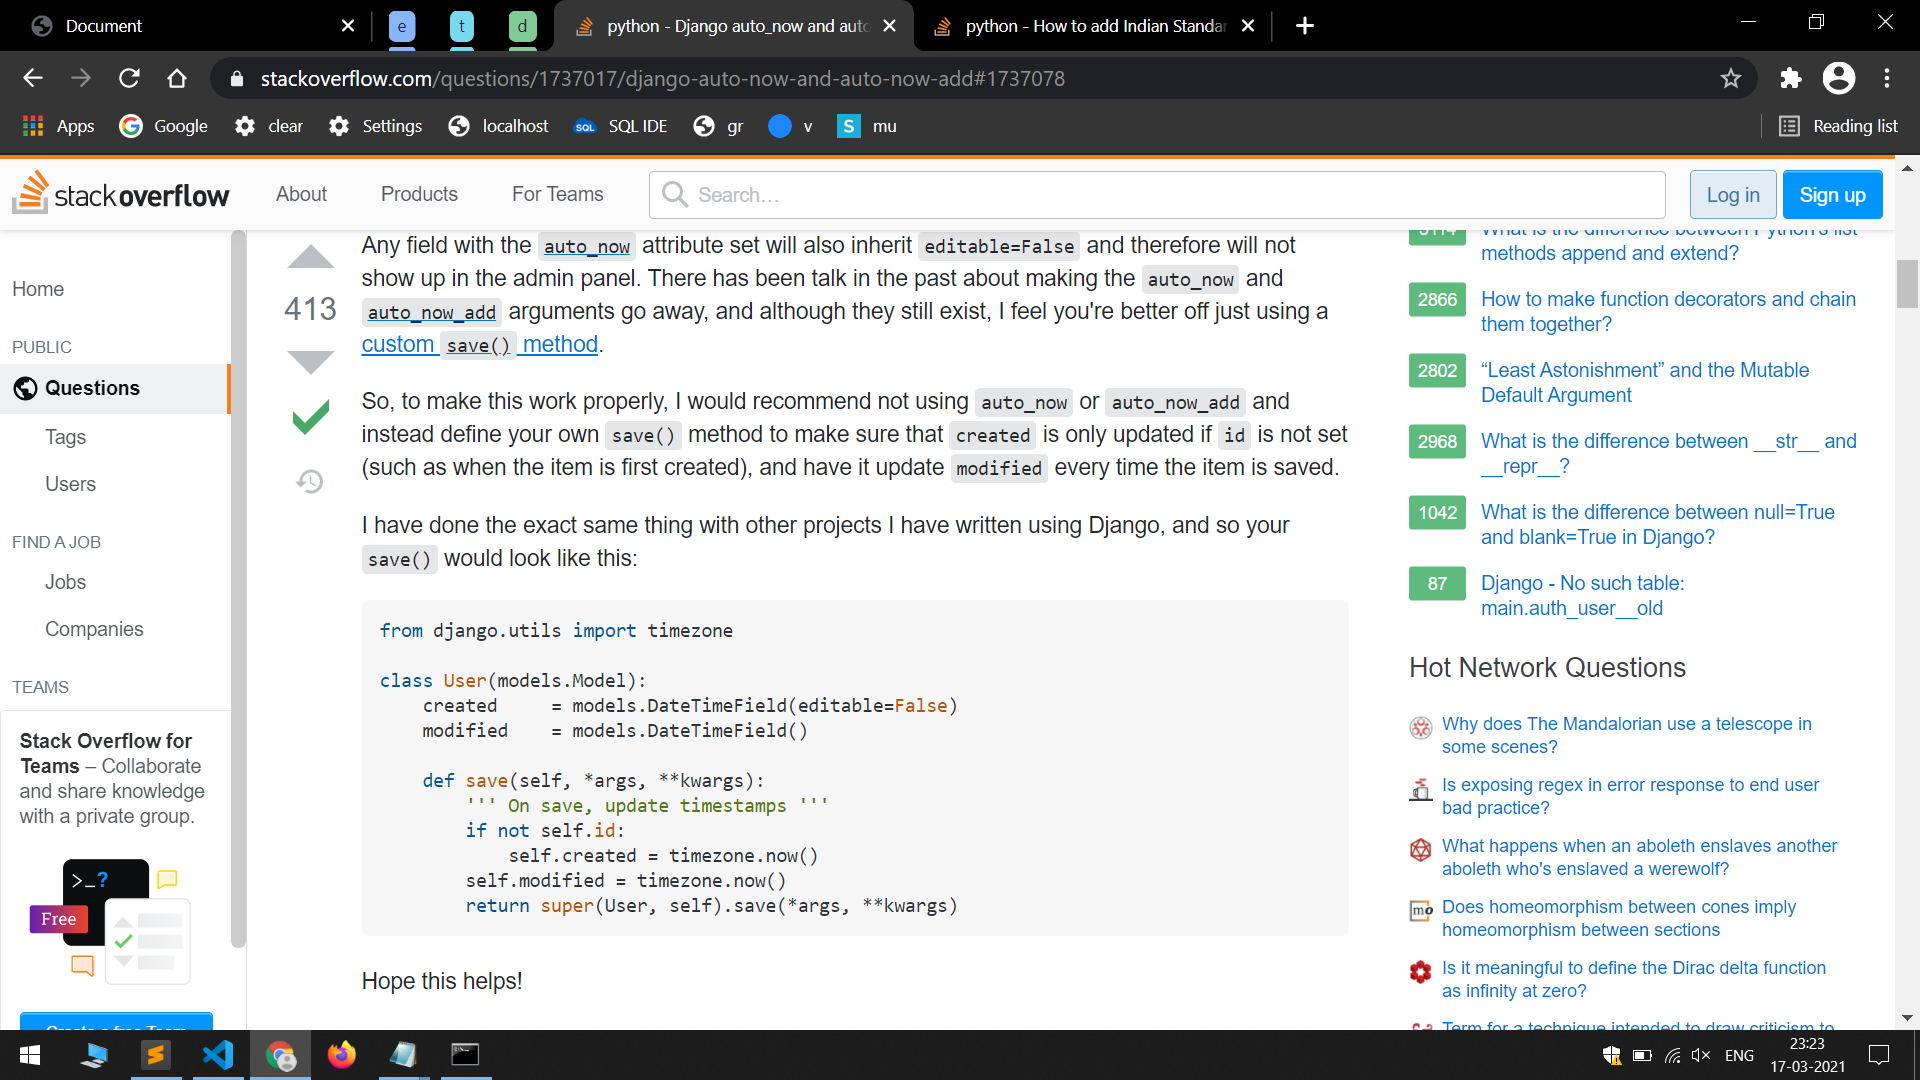 Document
e
t
d
python - Django auto_now and auto
python - How to add Indian Standar
stackoverflow.com/questions/1737017/django-auto-now-and-auto-now-add#1737078
Apps
Google
clear
Settings
localhost
SQL
SQL IDE
gr
v
S
mu
Reading list
stackoverflow
About
Products
For Teams
Search…
Log in
Sign up
Home
PUBLIC
Questions
Tags
Users
FIND A JOB
Jobs
Companies
TEAMS
Stack Overflow for
Teams – Collaborate
and share knowledge
with a private group.
>_?
Free
413
Any field with the auto_now attribute set will also inherit editable=False and therefore will not
show up in the admin panel. There has been talk in the past about making the auto_now and
auto_now_add arguments go away, and although they still exist, I feel you're better off just using a
custom save() method.
So, to make this work properly, I would recommend not using auto_now or auto_now_add and
instead define your own save() method to make sure that created is only updated if id is not set
(such as when the item is first created), and have it update modified every time the item is saved.
I have done the exact same thing with other projects I have written using Django, and so your
save() would look like this:
from django.utils import timezone
class User(models.Model):
    created     = models.DateTimeField(editable=False)
    modified    = models.DateTimeField()
    def save(self, *args, **kwargs):
        ''' On save, update timestamps '''
        if not self.id:
            self.created = timezone.now()
        self.modified = timezone.now()
        return super(User, self).save(*args, **kwargs)
Hope this helps!
What is the difference between Python's list
methods append and extend?
2866
How to make function decorators and chain
them together?
2802
“Least Astonishment” and the Mutable
Default Argument
2968
What is the difference between __str__ and
__repr__?
1042
What is the difference between null=True
and blank=True in Django?
87
Django - No such table:
main.auth_user__old
Hot Network Questions
Why does The Mandalorian use a telescope in
some scenes?
Is exposing regex in error response to end user
bad practice?
What happens when an aboleth enslaves another
aboleth who's enslaved a werewolf?
mo
Does homeomorphism between cones imply
homeomorphism between sections
Is it meaningful to define the Dirac delta function
as infinity at zero?
Term for a technique intended to draw criticism to
ENG
23:23
17-03-2021